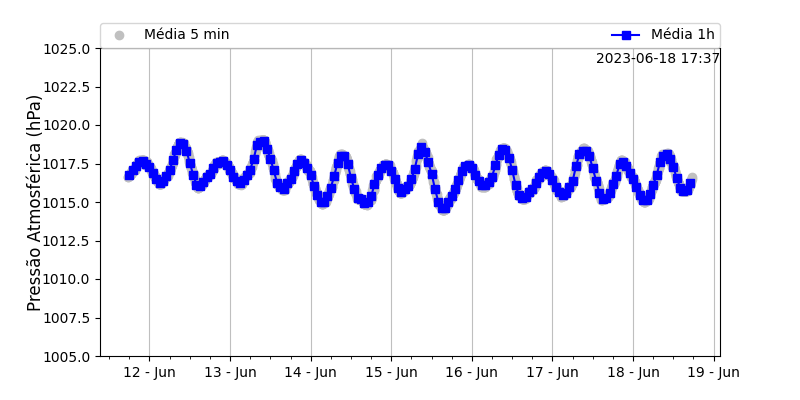 Média 5 min
Média 1h
2023-06-18 17:37
Pressão Atmosférica (hPa)
1025.0
1022.5
1020.0
1017.5
1015.0
1012.5
1010.0
1007.5
1005.0
12 - Jun
13 - Jun
14 - Jun
15 - Jun
16 - Jun
17 - Jun
18 - Jun
19 - Jun